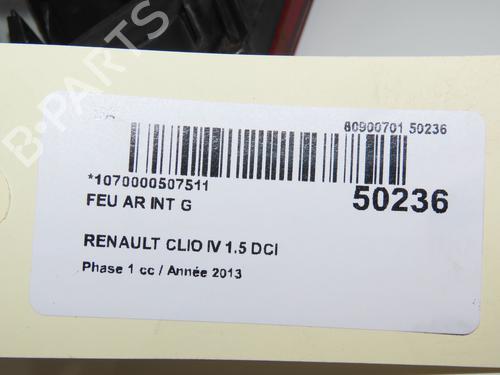 80900701 50236
*1070000507511
50236
FEU AR INT G
RENAULT CLIO IV 1.5 DCI
Phase 1 cc / Année 2013
B-PARTS